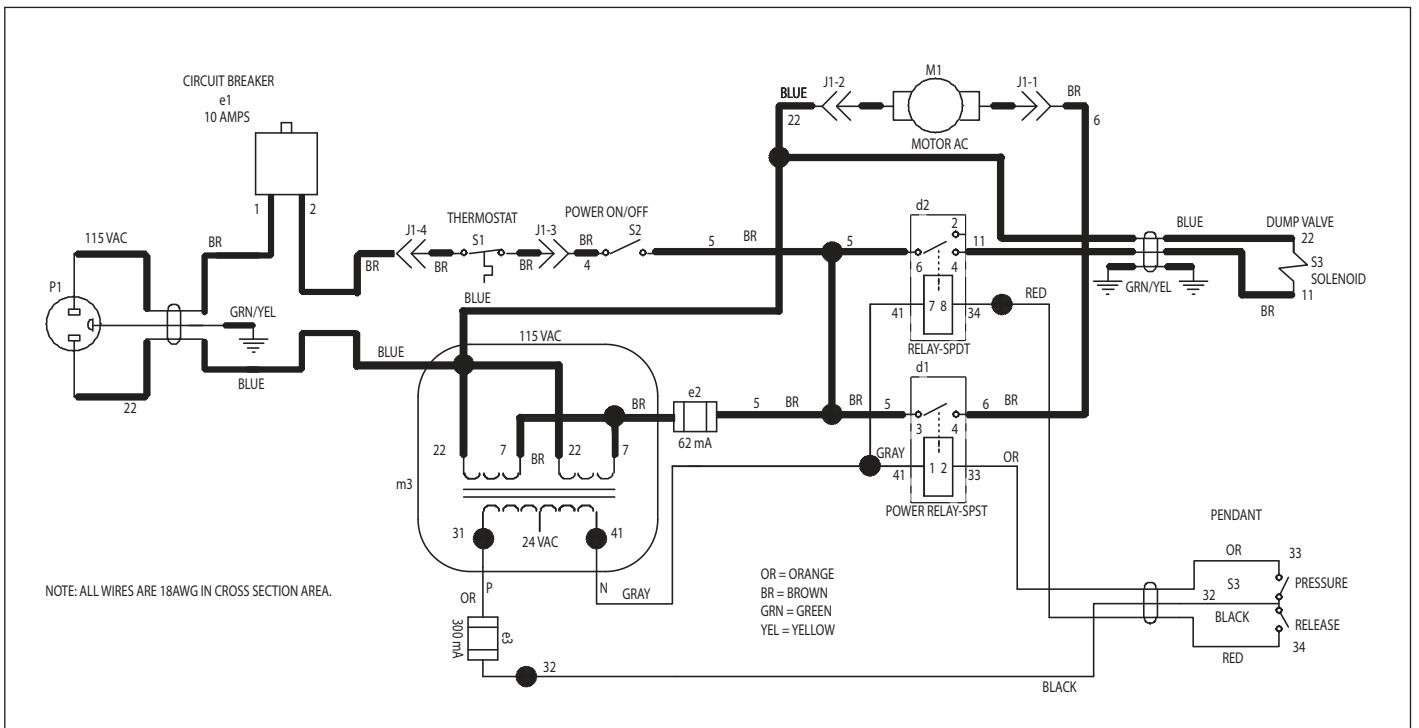 CIRCUIT BREAKER
e1
10 AMPS
1
2
115 VAC
BR
P1
GRN/YEL
22
BLUE
BR
J1-4
BR
THERMOSTAT
S1
BR
J1-3
BR
4
POWER ON/OFF
S2
5
BR
5
BLUE
22
J1-2
M1
MOTOR AC
J1-1
BR
6
d2
2
11
6
4
41
7 8
34
RED
RELAY-SPDT
BLUE
DUMP VALVE
22
S3
SOLENOID
11
BR
GRN/YEL
BLUE
BLUE
115 VAC
BR
e2
62 mA
5
BR
BR
5
d1
3
4
6
BR
GRAY
41
1 2
33
OR
POWER RELAY-SPST
22
7
BR
22
7
m3
31
24 VAC
41
P
OR
N
GRAY
300 mA
e3
32
BLACK
NOTE: ALL WIRES ARE 18AWG IN CROSS SECTION AREA.
OR = ORANGE
BR = BROWN
GRN = GREEN
YEL = YELLOW
PENDANT
OR
33
S3
PRESSURE
32
BLACK
RELEASE
34
RED